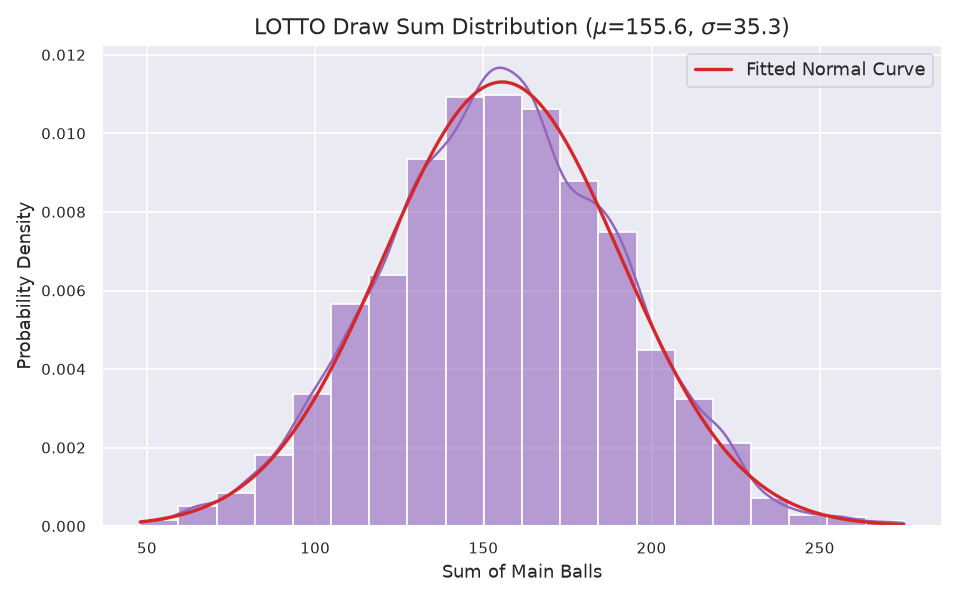 LOTTO Draw Sum Distribution (μ=155.6, σ=35.3)
Fitted Normal Curve
Probability Density
0.012
0.010
0.008
0.006
0.004
0.002
0.000
50 100 150 200 250
Sum of Main Balls